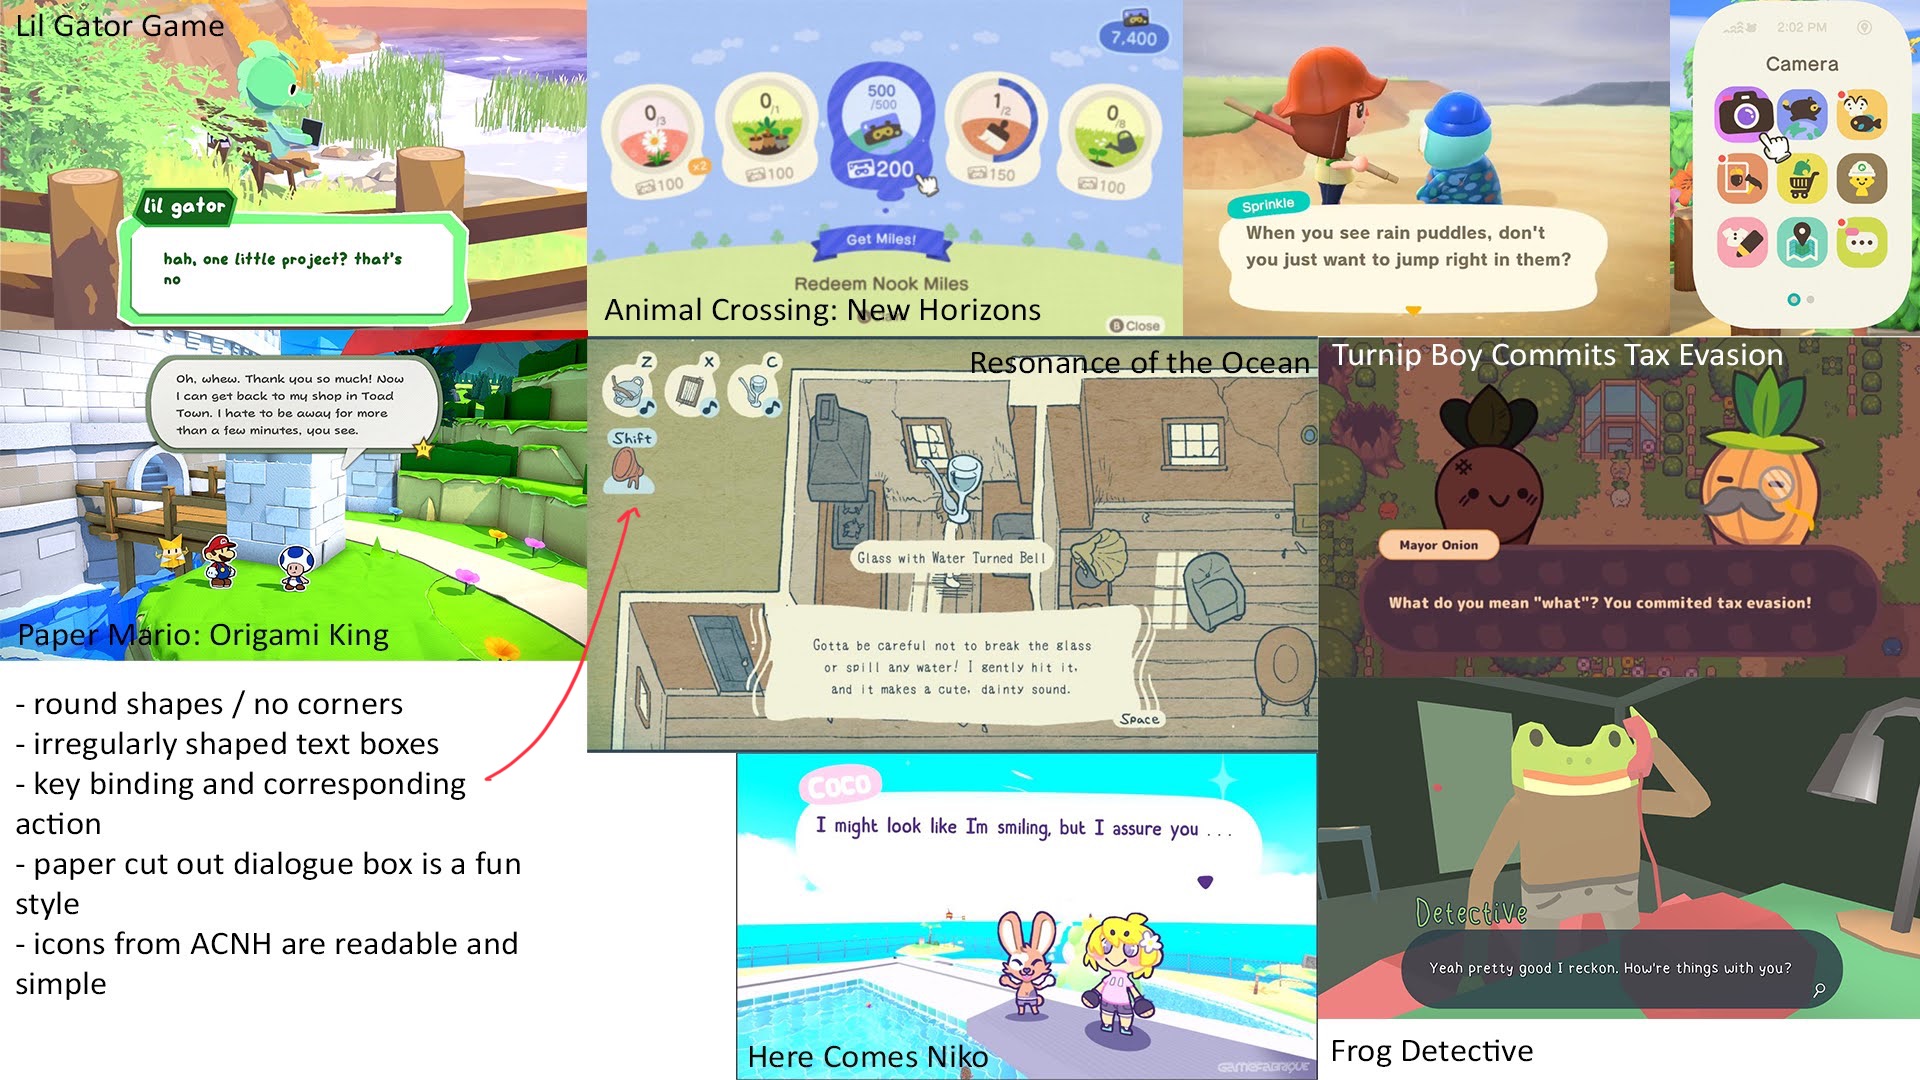 Lil Gator Game
lil gator
hah, one little project? that's
no
7,400
0/3
x2
100
0/1
100
500
/500
200
1/2
150
0/8
100
Get Miles!
Redeem Nook Miles
Animal Crossing: New Horizons
B Close
Sprinkle
When you see rain puddles, don't
you just want to jump right in them?
2:02 PM
Camera
Oh, whew. Thank you so much! Now
I can get back to my shop in Toad
Town. I hate to be away for more
than a few minutes, you see.
Paper Mario: Origami King
Z
X
C
Shift
Resonance of the Ocean
Glass with Water Turned Bell
Gotta be careful not to break the glass
or spill any water! I gently hit it,
and it makes a cute, dainty sound.
Space
Turnip Boy Commits Tax Evasion
Mayor Onion
What do you mean "what"? You commited tax evasion!
- round shapes / no corners
- irregularly shaped text boxes
- key binding and corresponding
action
- paper cut out dialogue box is a fun
style
- icons from ACNH are readable and
simple
COCO
I might look like I'm smiling, but I assure you . . .
Here Comes Niko
GAMEFABRIQUE
Detective
Yeah pretty good I reckon. How're things with you?
Frog Detective